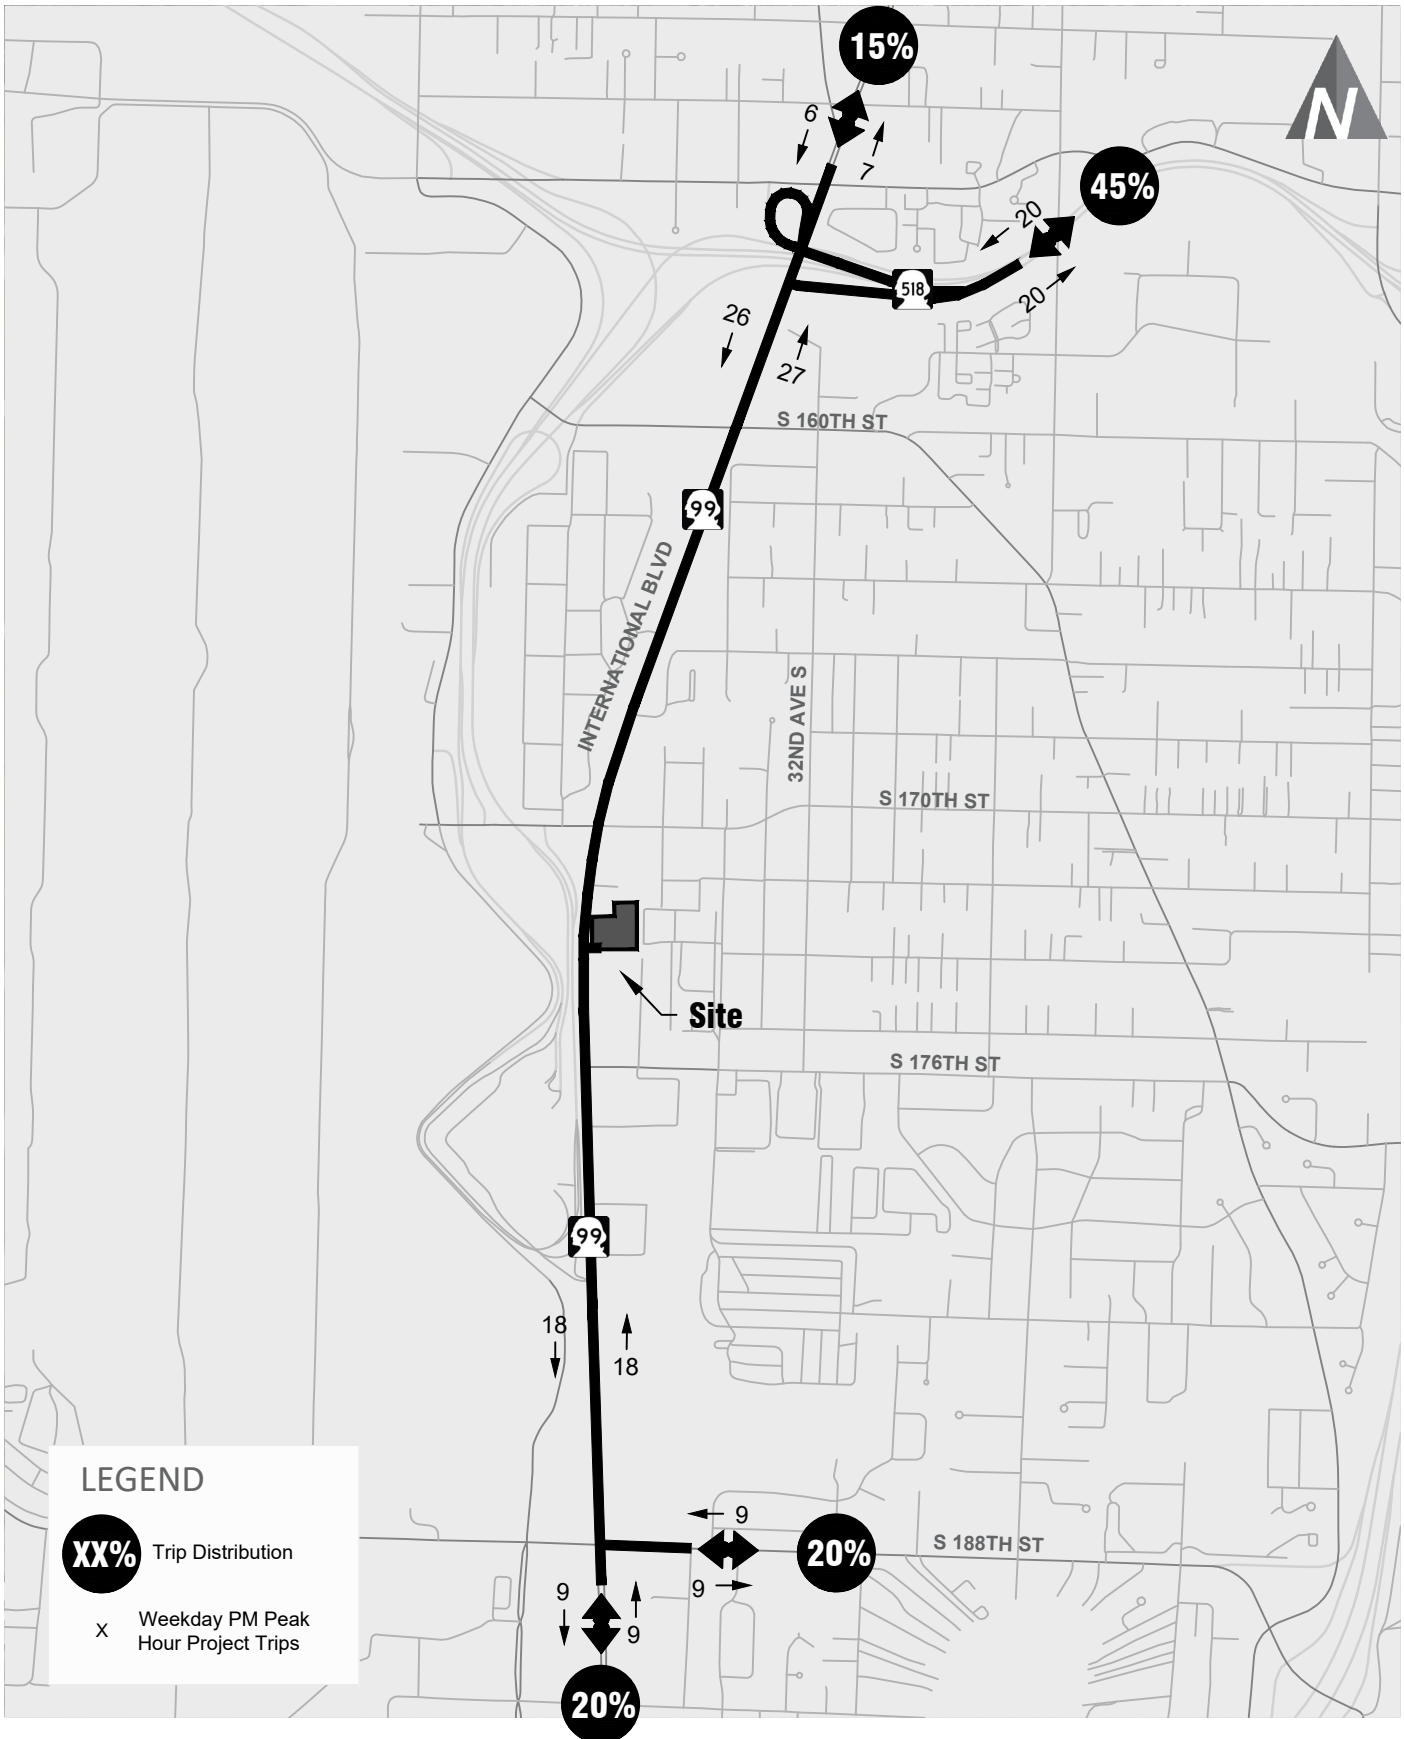 15%
N
6
7
45%
20
20
518
26
27
S 160TH ST
99
INTERNATIONAL BLVD
32ND AVE S
S 170TH ST
Site
S 176TH ST
99
18
18
LEGEND
XX% Trip Distribution
X Weekday PM Peak
Hour Project Trips
9
20%
S 188TH ST
9
9
9
20%